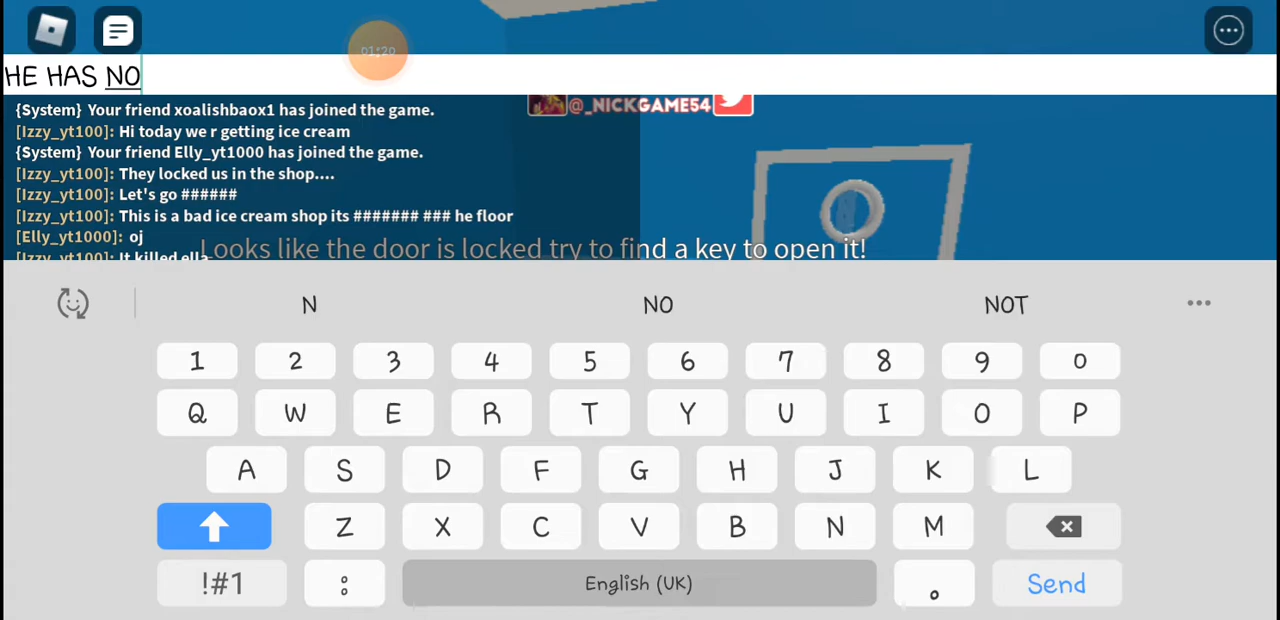 01:20
HE HAS NO
{System} Your friend xoalishbaox1 has joined the game.
@_NICKGAME54
[Izzy_yt100]: Hi today we r getting ice cream
{System} Your friend Elly_yt1000 has joined the game.
[Izzy_yt100]: They locked us in the shop....
[Izzy_yt100]: Let's go ######
[Izzy_yt100]: This is a bad ice cream shop its ####### ### he floor
[Elly_yt1000]: oj
Looks like the door is locked try to find a key to open it!
[Izzy_yt100]: It killed ella
N NO NOT
1 2 3 4 5 6 7 8 9 0
Q W E R T Y U I O P
A S D F G H J K L
Z X C V B N M
!#1 : English (UK) . Send